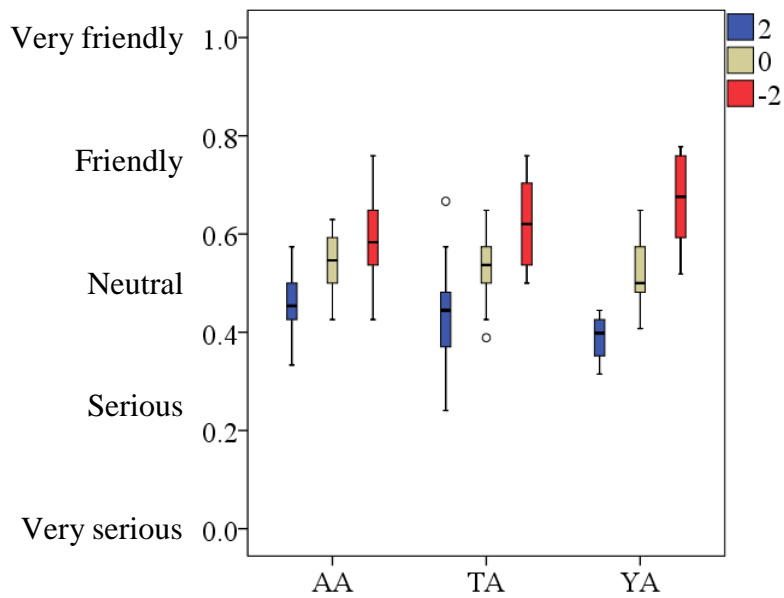 Very friendly 1.0
0.8
Friendly
0.6
Neutral
0.4
Serious
0.2
Very serious 0.0
AA TA YA
2
0
-2